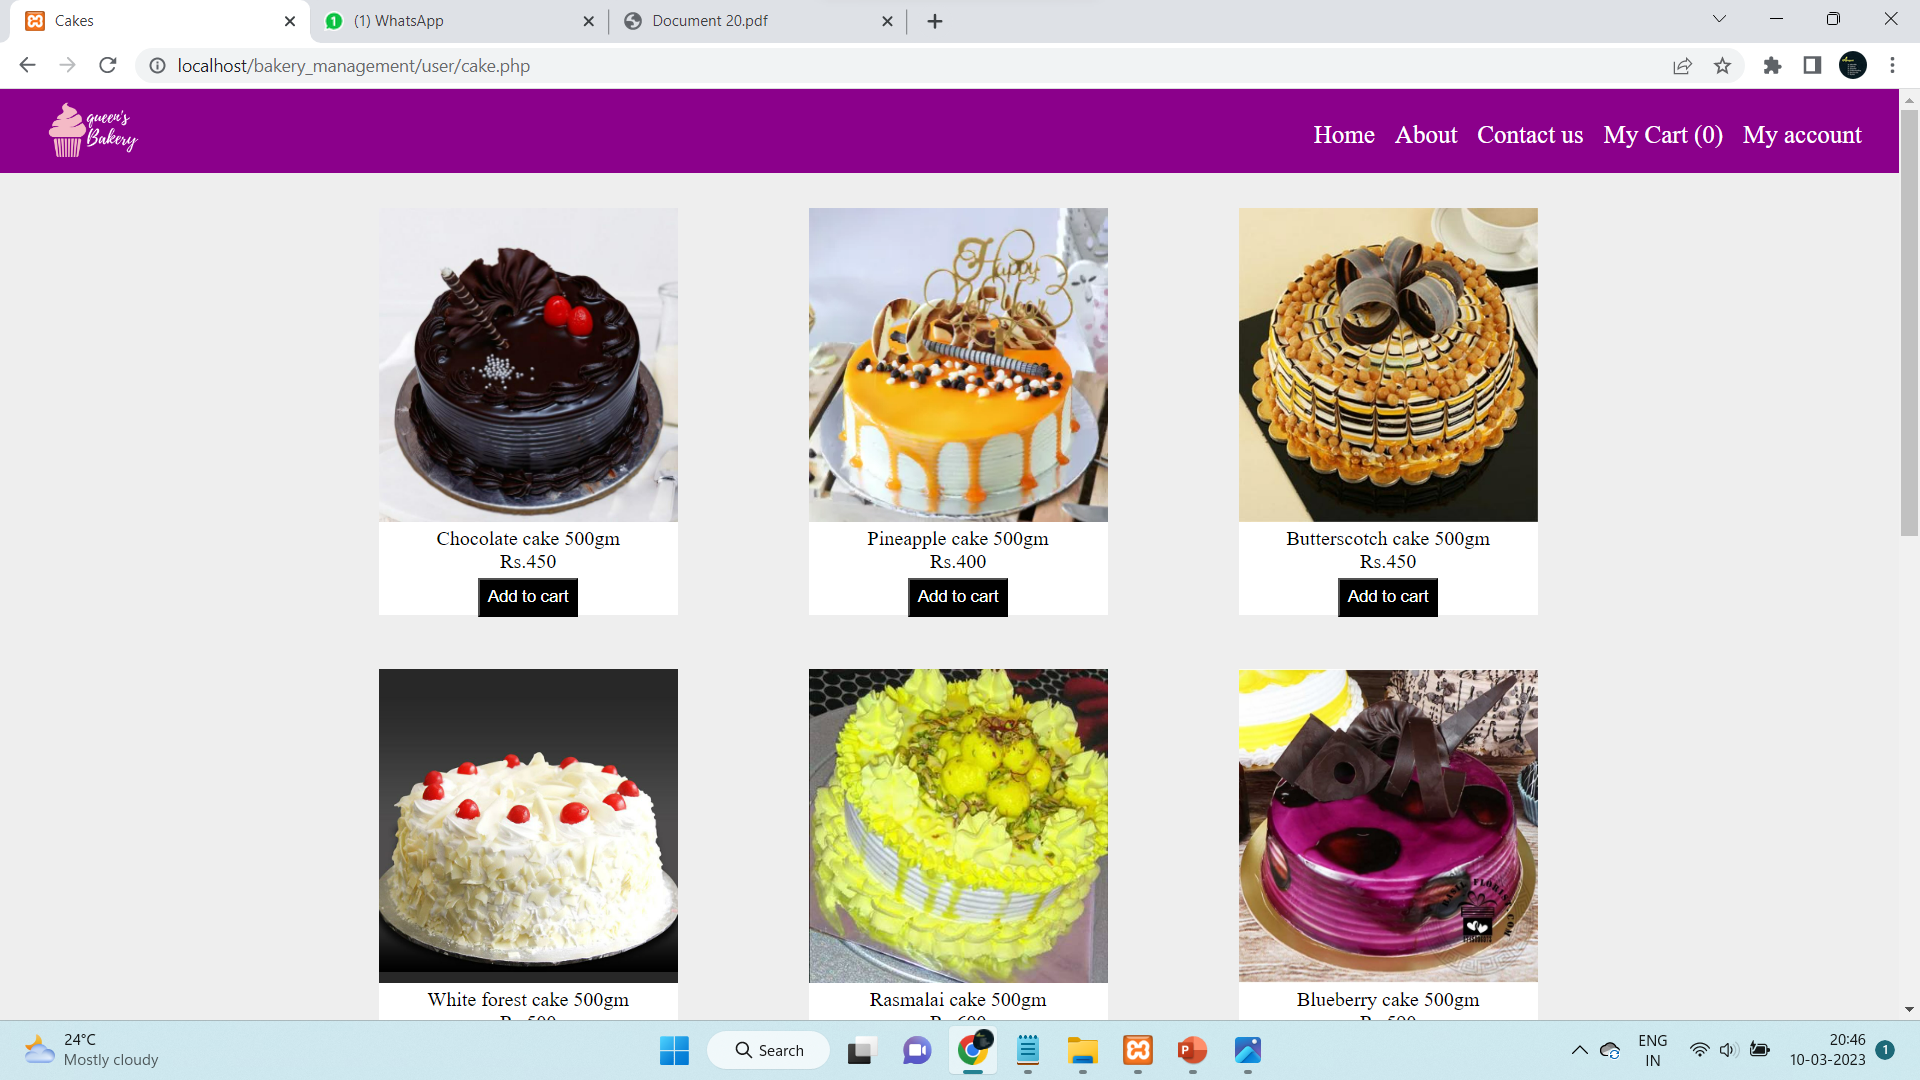 Cakes
(1) WhatsApp
Document 20.pdf
localhost/bakery_management/user/cake.php
queen's
Bakery
Home About Contact us My Cart (0) My account
Happy
Chocolate cake 500gm
Rs.450
Add to cart
Pineapple cake 500gm
Rs.400
Add to cart
Butterscotch cake 500gm
Rs.450
Add to cart
White forest cake 500gm
Rasmalai cake 500gm
Blueberry cake 500gm
24°C
Mostly cloudy
Search
ENG
IN
20:46
10-03-2023
1